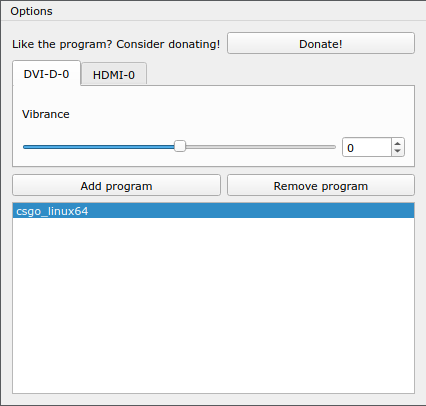 Options
Like the program? Consider donating!
Donate!
DVI-D-0
HDMI-0
Vibrance
0
Add program
Remove program
csgo_linux64